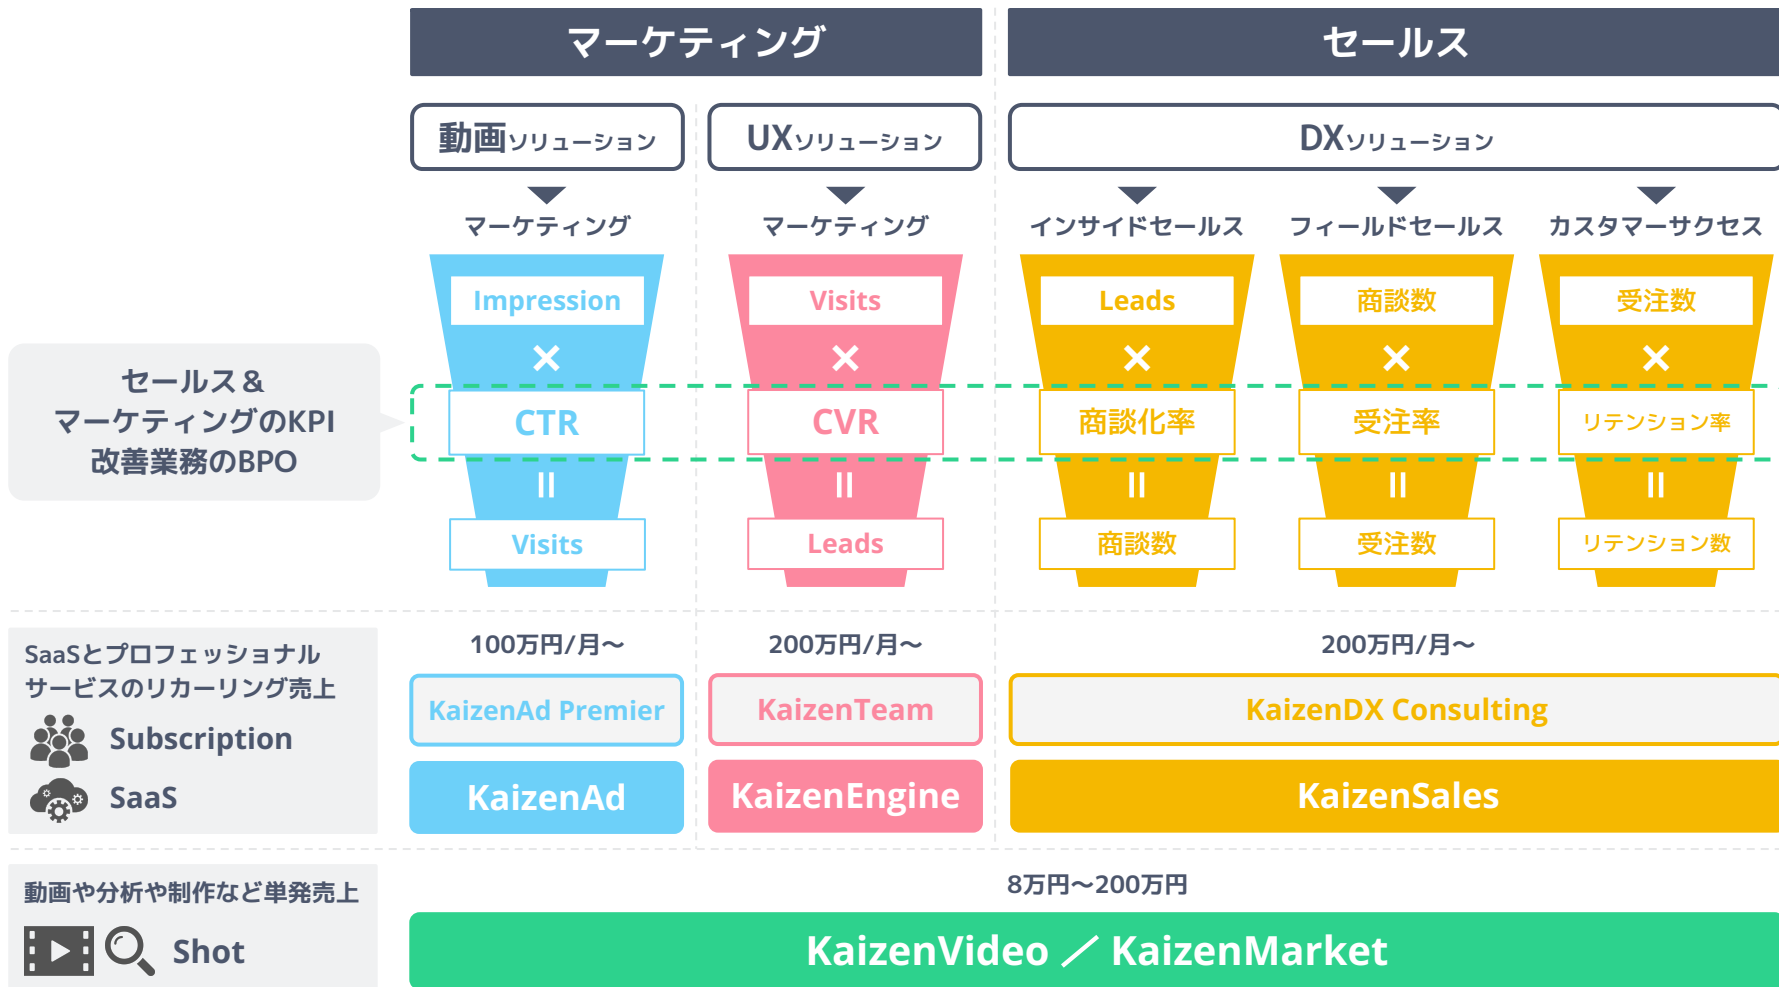 マーケティング
セールス
動画ソリューション
UXソリューション
DXソリューション
マーケティング
マーケティング
インサイドセールス
フィールドセールス
カスタマーサクセス
Impression
Visits
Leads
商談数
受注数
×
×
×
×
×
セールス＆
マーケティングのKPI
改善業務のBPO
CTR
CVR
商談化率
受注率
リテンション率
=
=
=
=
=
Visits
Leads
商談数
受注数
リテンション数
SaaSとプロフェッショナル
サービスのリカーリング売上
Subscription
SaaS
100万円/月～
200万円/月～
200万円/月～
KaizenAd Premier
KaizenTeam
KaizenDX Consulting
KaizenAd
KaizenEngine
KaizenSales
動画や分析や制作など単発売上
Shot
8万円～200万円
KaizenVideo ／ KaizenMarket